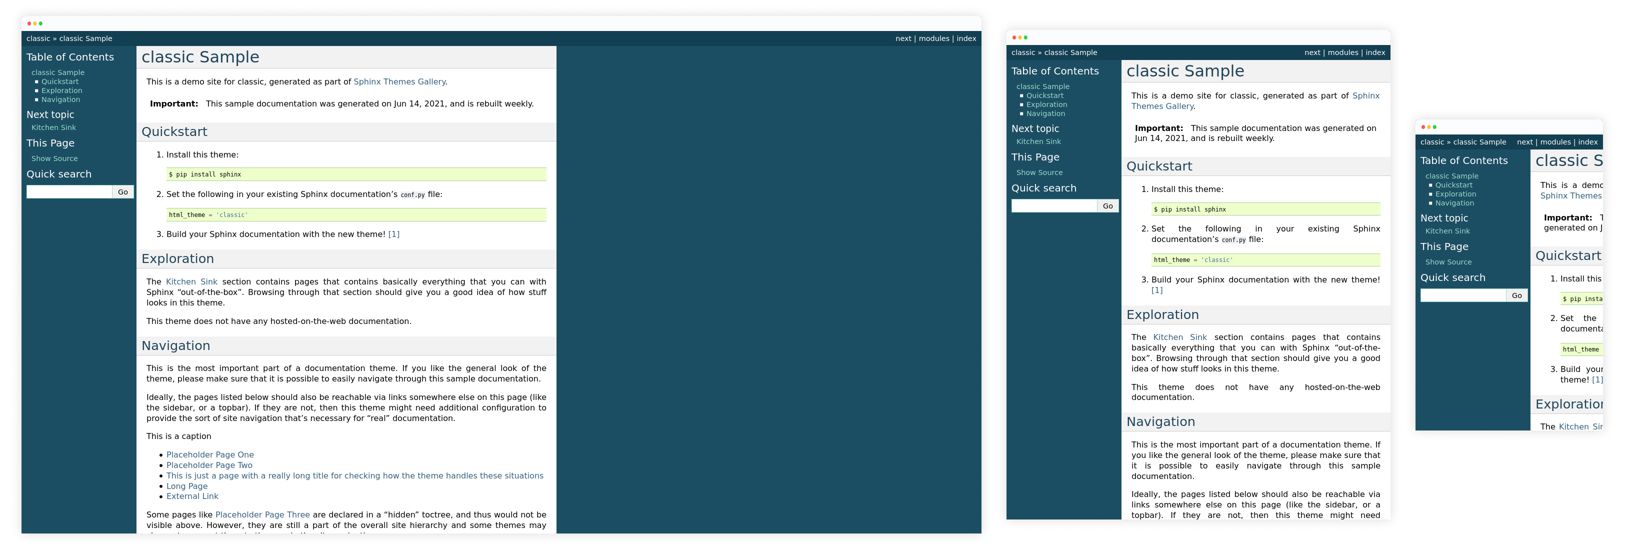 classic » classic Sample
next | modules | index
Table of Contents
classic Sample
Quickstart
Exploration
Navigation
Next topic
Kitchen Sink
This Page
Show Source
Quick search
Go
classic Sample
This is a demo site for classic, generated as part of Sphinx Themes Gallery.
Important: This sample documentation was generated on Jun 14, 2021, and is rebuilt weekly.
Quickstart
1. Install this theme:
$ pip install sphinx
2. Set the following in your existing Sphinx documentation’s conf.py file:
html_theme = 'classic'
3. Build your Sphinx documentation with the new theme! [1]
Exploration
The Kitchen Sink section contains pages that contains basically everything that you can with
Sphinx “out-of-the-box”. Browsing through that section should give you a good idea of how stuff
looks in this theme.
This theme does not have any hosted-on-the-web documentation.
Navigation
This is the most important part of a documentation theme. If you like the general look of the
theme, please make sure that it is possible to easily navigate through this sample documentation.
Ideally, the pages listed below should also be reachable via links somewhere else on this page (like
the sidebar, or a topbar). If they are not, then this theme might need additional configuration to
provide the sort of site navigation that’s necessary for “real” documentation.
This is a caption
Placeholder Page One
Placeholder Page Two
This is just a page with a really long title for checking how the theme handles these situations
Long Page
External Link
Some pages like Placeholder Page Three are declared in a “hidden” toctree, and thus would not be
visible above. However, they are still a part of the overall site hierarchy and some themes may
classic » classic Sample
next | modules | index
Table of Contents
classic Sample
Quickstart
Exploration
Navigation
Next topic
Kitchen Sink
This Page
Show Source
Quick search
Go
classic Sample
This is a demo site for classic, generated as part of Sphinx
Themes Gallery.
Important: This sample documentation was generated on
Jun 14, 2021, and is rebuilt weekly.
Quickstart
1. Install this theme:
$ pip install sphinx
2. Set the following in your existing Sphinx
documentation’s conf.py file:
html_theme = 'classic'
3. Build your Sphinx documentation with the new theme!
[1]
Exploration
The Kitchen Sink section contains pages that contains
basically everything that you can with Sphinx “out-of-the-
box”. Browsing through that section should give you a good
idea of how stuff looks in this theme.
This theme does not have any hosted-on-the-web
documentation.
Navigation
This is the most important part of a documentation theme. If
you like the general look of the theme, please make sure that
it is possible to easily navigate through this sample
documentation.
Ideally, the pages listed below should also be reachable via
links somewhere else on this page (like the sidebar, or a
topbar). If they are not, then this theme might need
classic » classic Sample
next | modules | index
Table of Contents
classic Sample
Quickstart
Exploration
Navigation
Next topic
Kitchen Sink
This Page
Show Source
Quick search
Go
classic S
This is a demo
Sphinx Themes
Important: T
generated on J
Quickstart
1. Install this
$ pip insta
2. Set the
documenta
html_theme
3. Build your
theme! [1]
Exploration
The Kitchen Sin